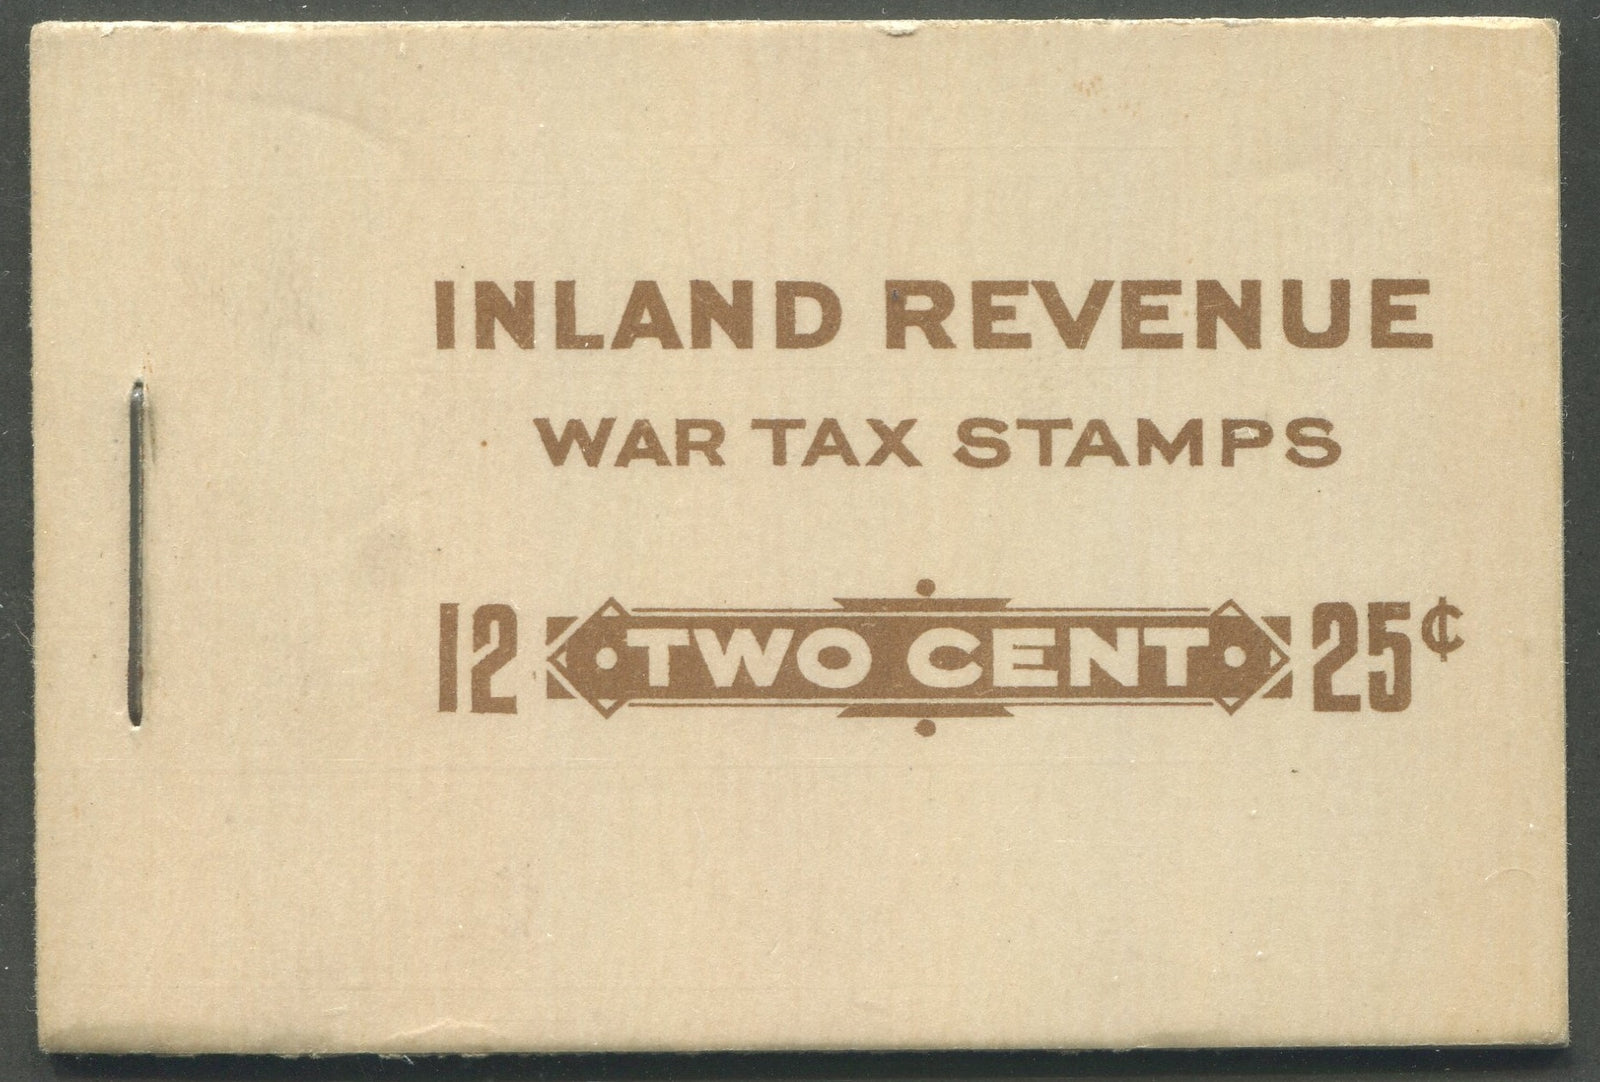 INLAND REVENUE
WAR TAX STAMPS
12 TWO CENT 25¢